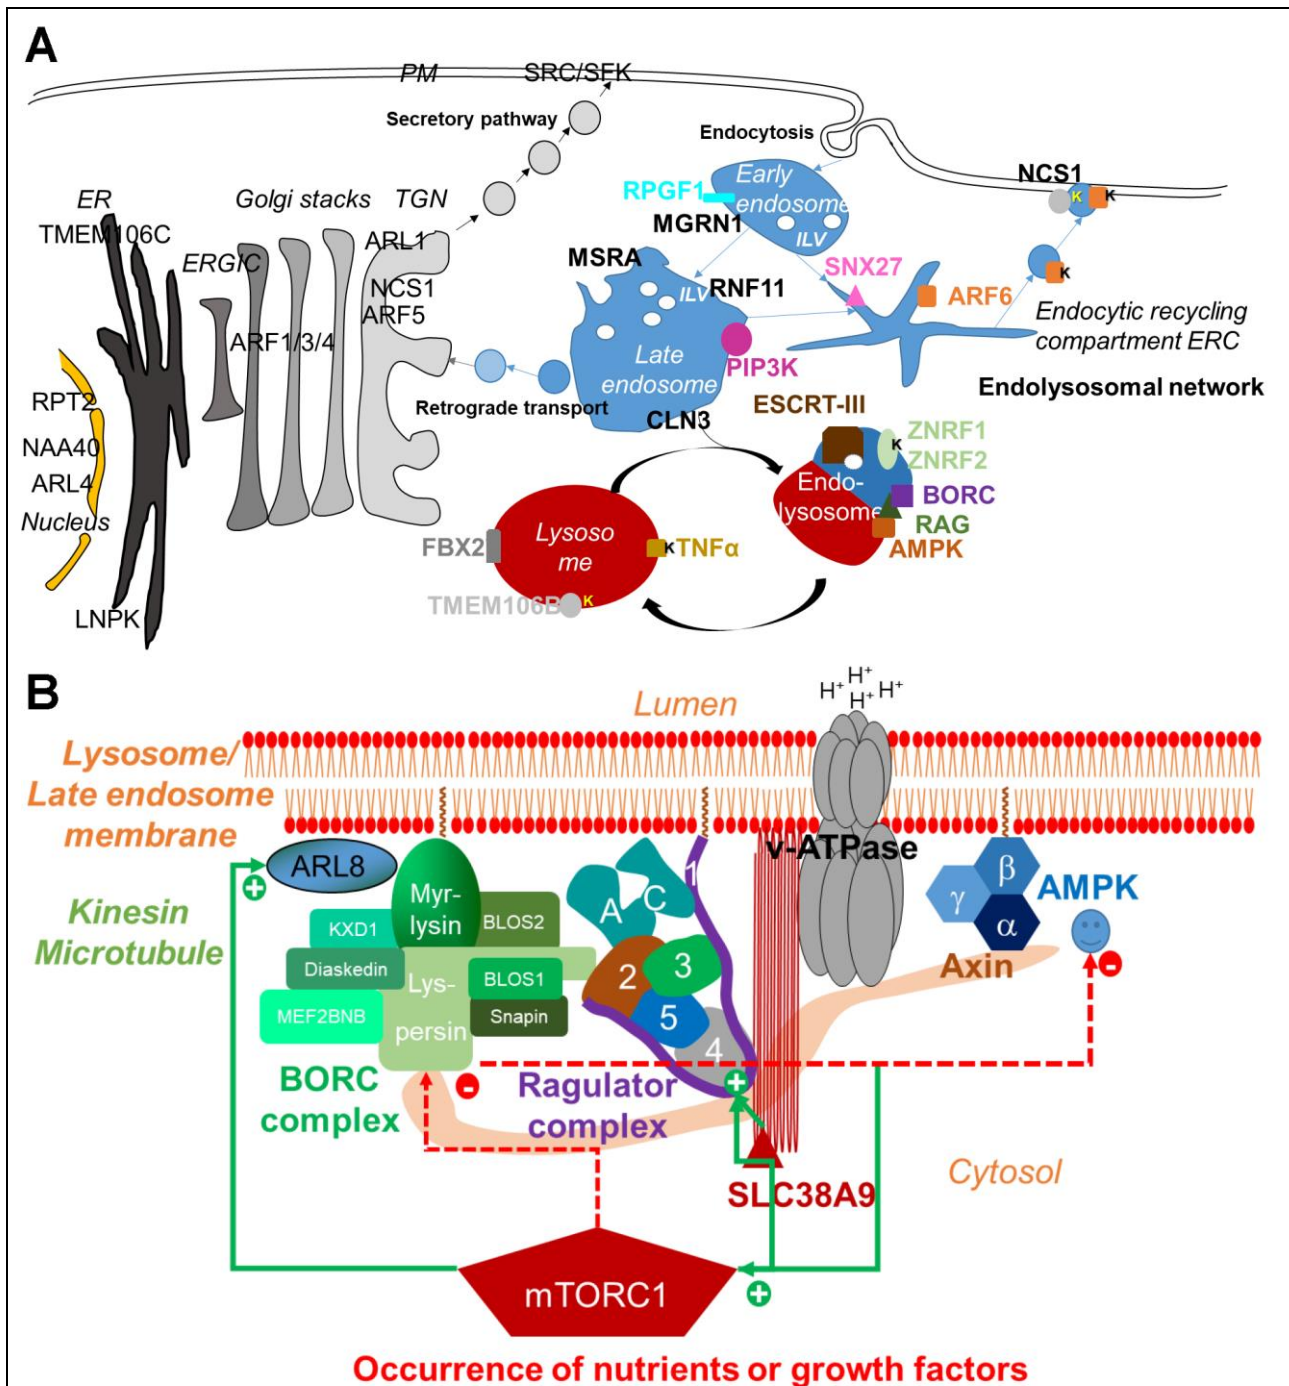 A
PM
SRC/SFK
Secretory pathway
Endocytosis
ER
TMEM106C
Golgi stacks
TGN
ERGIC
ARL1
NCS1
ARF5
ARF1/3/4
RPT2
NAA40
ARL4
Nucleus
LNPK
RPGF1
Early
endosome
ILV
MGRN1
MSRA
ILV
RNF11
Late
endosome
PIP3K
CLN3
Retrograde transport
SNX27
ARF6
NCS1
K
K
K
Endocytic recycling
compartment ERC
Endolysosomal network
ESCRT-III
K
ZNRF1
ZNRF2
Endo-
lysosome
BORC
RAG
AMPK
FBX2
Lysoso
me
K
TNFα
TMEM106B
K
B
Lumen
H+
H+
H+
H+
Lysosome/
Late endosome
membrane
v-ATPase
ARL8
+
Kinesin
Microtubule
Myr-
lysin
KXD1
BLOS2
Diaskedin
Lys-
persin
BLOS1
MEF2BNB
Snapin
BORC
complex
-
A
C
1
2
3
5
4
+
Ragulator
complex
SLC38A9
β
γ
α
AMPK
Axin
-
Cytosol
mTORC1
+
Occurrence of nutrients or growth factors